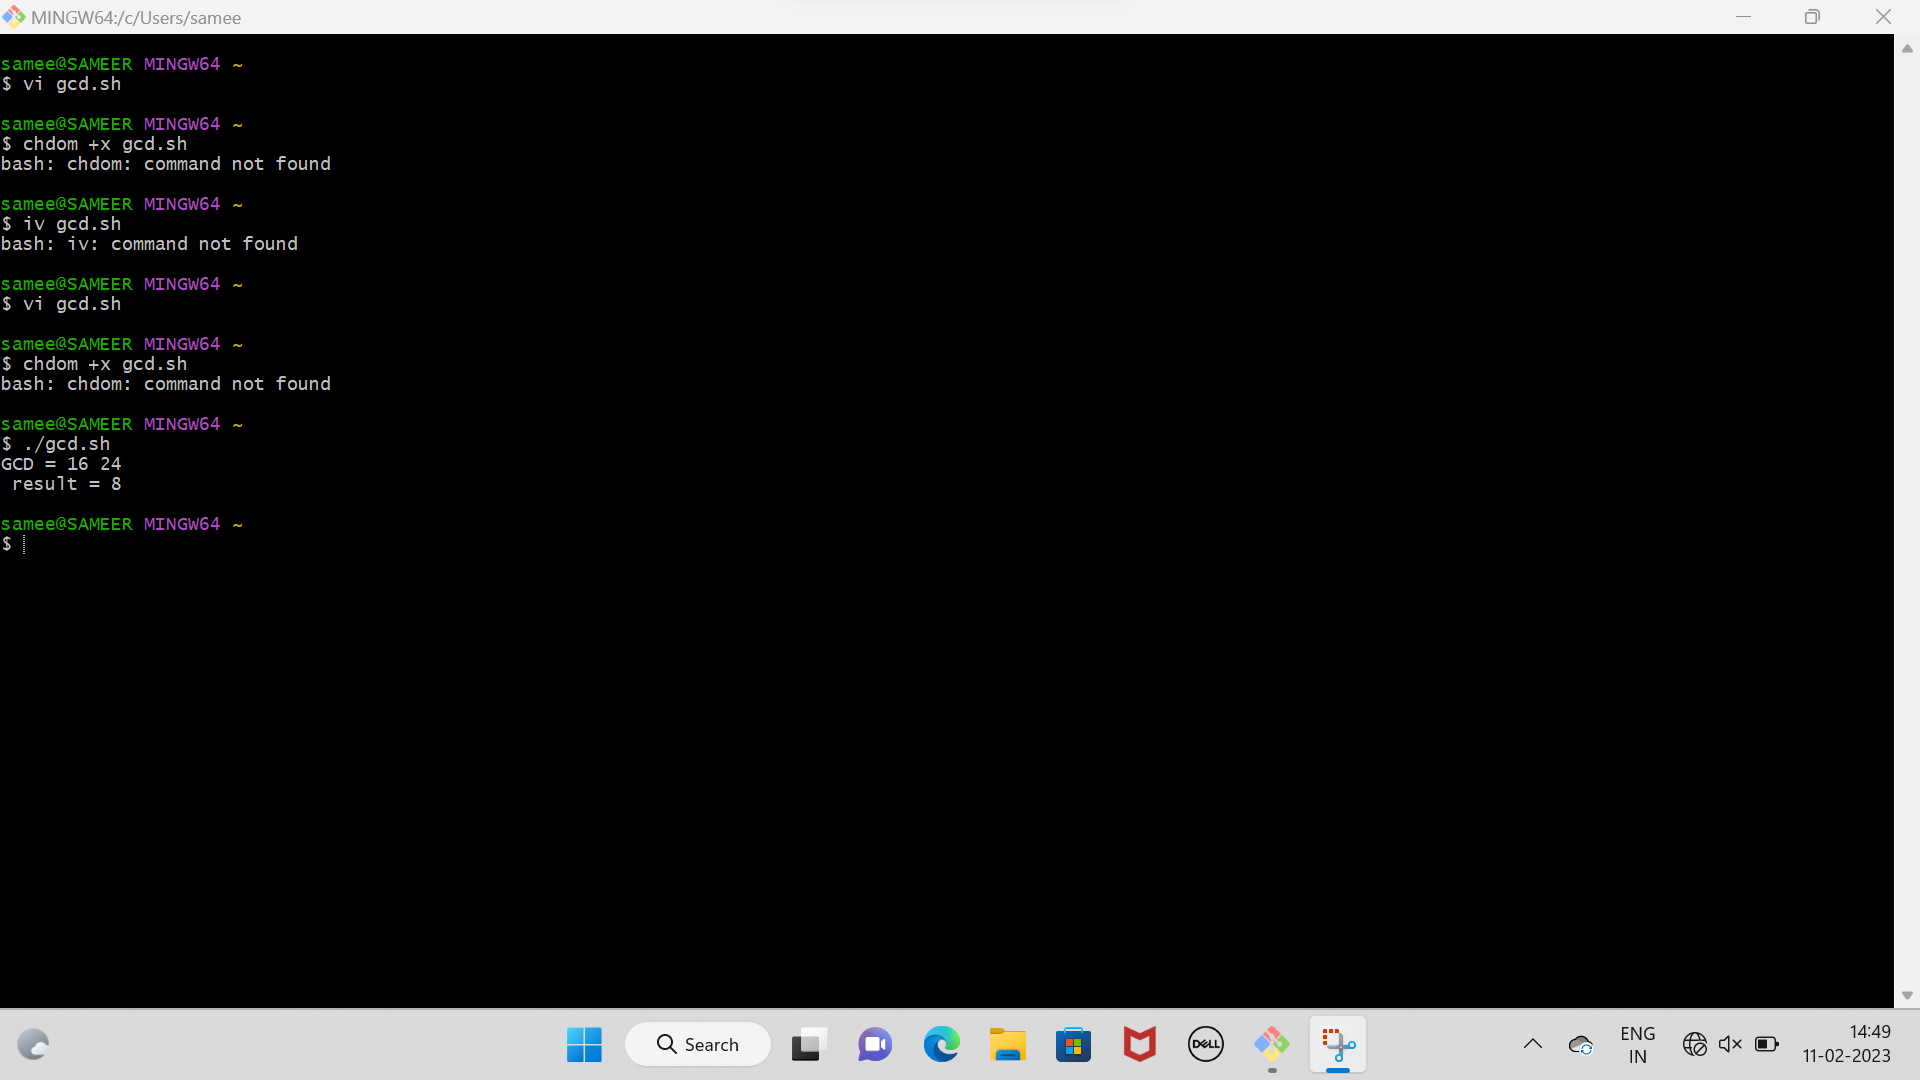 MINGW64:/c/Users/samee
samee@SAMEER MINGW64 ~
$ vi gcd.sh
samee@SAMEER MINGW64 ~
$ chdom +x gcd.sh
bash: chdom: command not found
samee@SAMEER MINGW64 ~
$ iv gcd.sh
bash: iv: command not found
samee@SAMEER MINGW64 ~
$ vi gcd.sh
samee@SAMEER MINGW64 ~
$ chdom +x gcd.sh
bash: chdom: command not found
samee@SAMEER MINGW64 ~
$ ./gcd.sh
GCD = 16 24
 result = 8
samee@SAMEER MINGW64 ~
$
Search
DELL
ENG
IN
14:49
11-02-2023